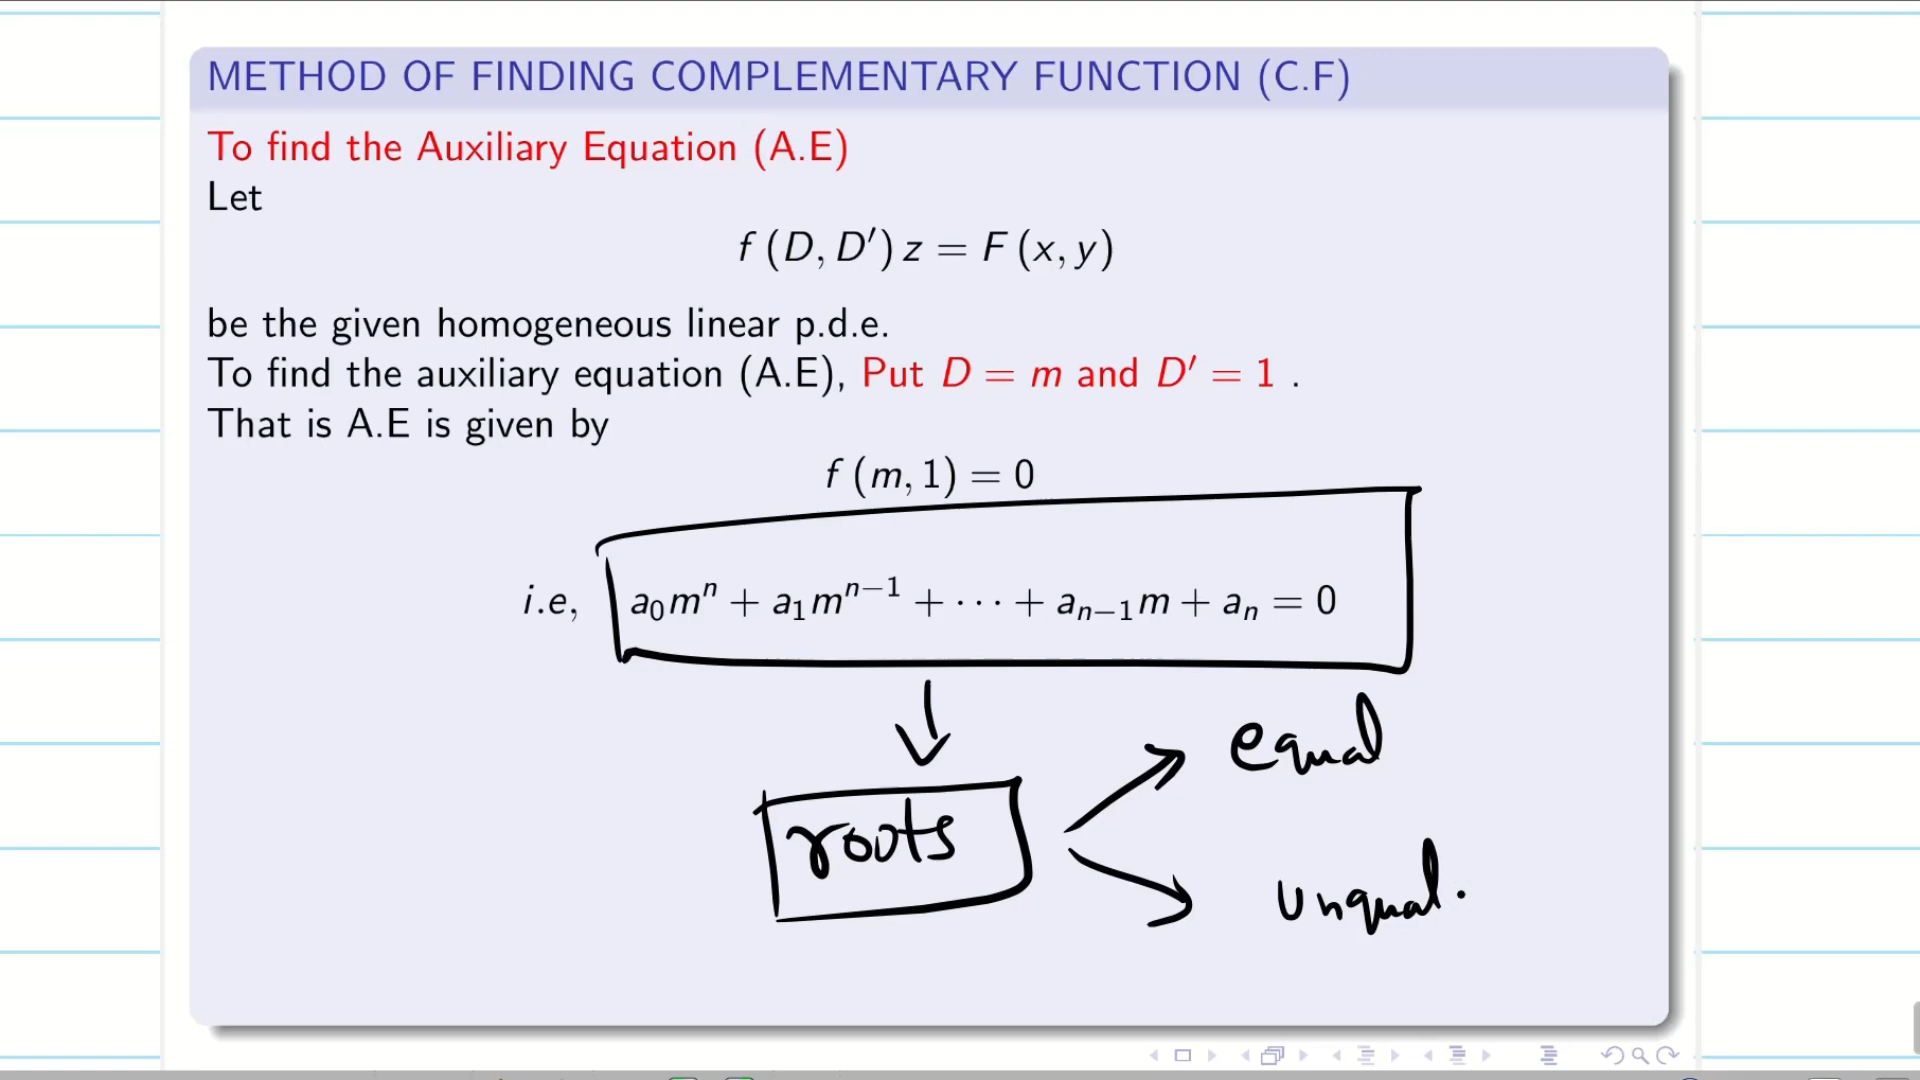 METHOD OF FINDING COMPLEMENTARY FUNCTION (C.F)
To find the Auxiliary Equation (A.E)
Let
f (D, D′) z = F (x, y)
be the given homogeneous linear p.d.e.
To find the auxiliary equation (A.E), Put D = m and D′ = 1 .
That is A.E is given by
f (m, 1) = 0
i.e, a₀mⁿ + a₁mⁿ⁻¹ + · · · + aₙ₋₁m + aₙ = 0
equal
roots
unqual.